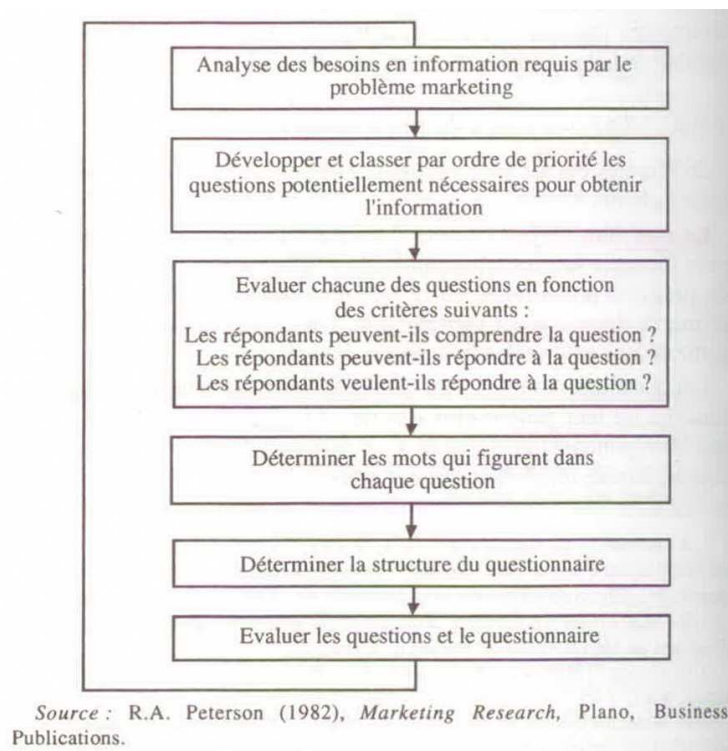 Analyse des besoins en information requis par le
problème marketing
Développer et classer par ordre de priorité les
questions potentiellement nécessaires pour obtenir
l'information
Evaluer chacune des questions en fonction
des critères suivants :
Les répondants peuvent-ils comprendre la question ?
Les répondants peuvent-ils répondre à la question ?
Les répondants veulent-ils répondre à la question ?
Déterminer les mots qui figurent dans
chaque question
Déterminer la structure du questionnaire
Evaluer les questions et le questionnaire
Source : R.A. Peterson (1982), Marketing Research, Plano, Business
Publications.